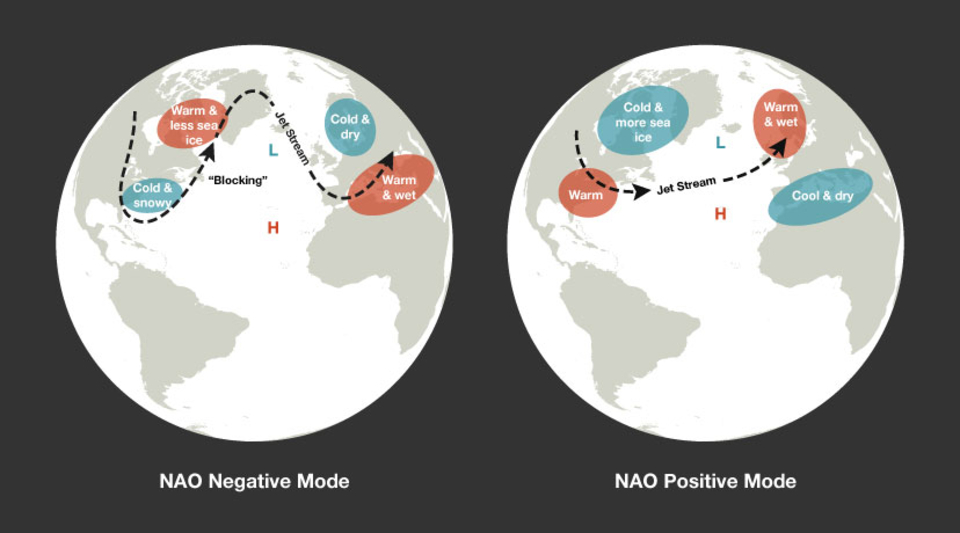 Warm &
less sea
ice
Cold &
snowy
"Blocking"
Jet Stream
L
H
Cold &
dry
Warm
& wet
NAO Negative Mode
Cold &
more sea
ice
Warm
Jet Stream
L
H
Warm
& wet
Cool & dry
NAO Positive Mode